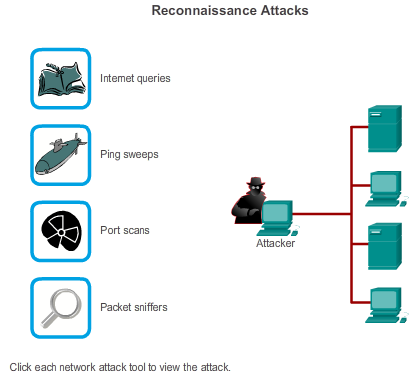 Reconnaissance Attacks
Internet queries
Ping sweeps
Port scans
Attacker
Packet sniffers
Click each network attack tool to view the attack.